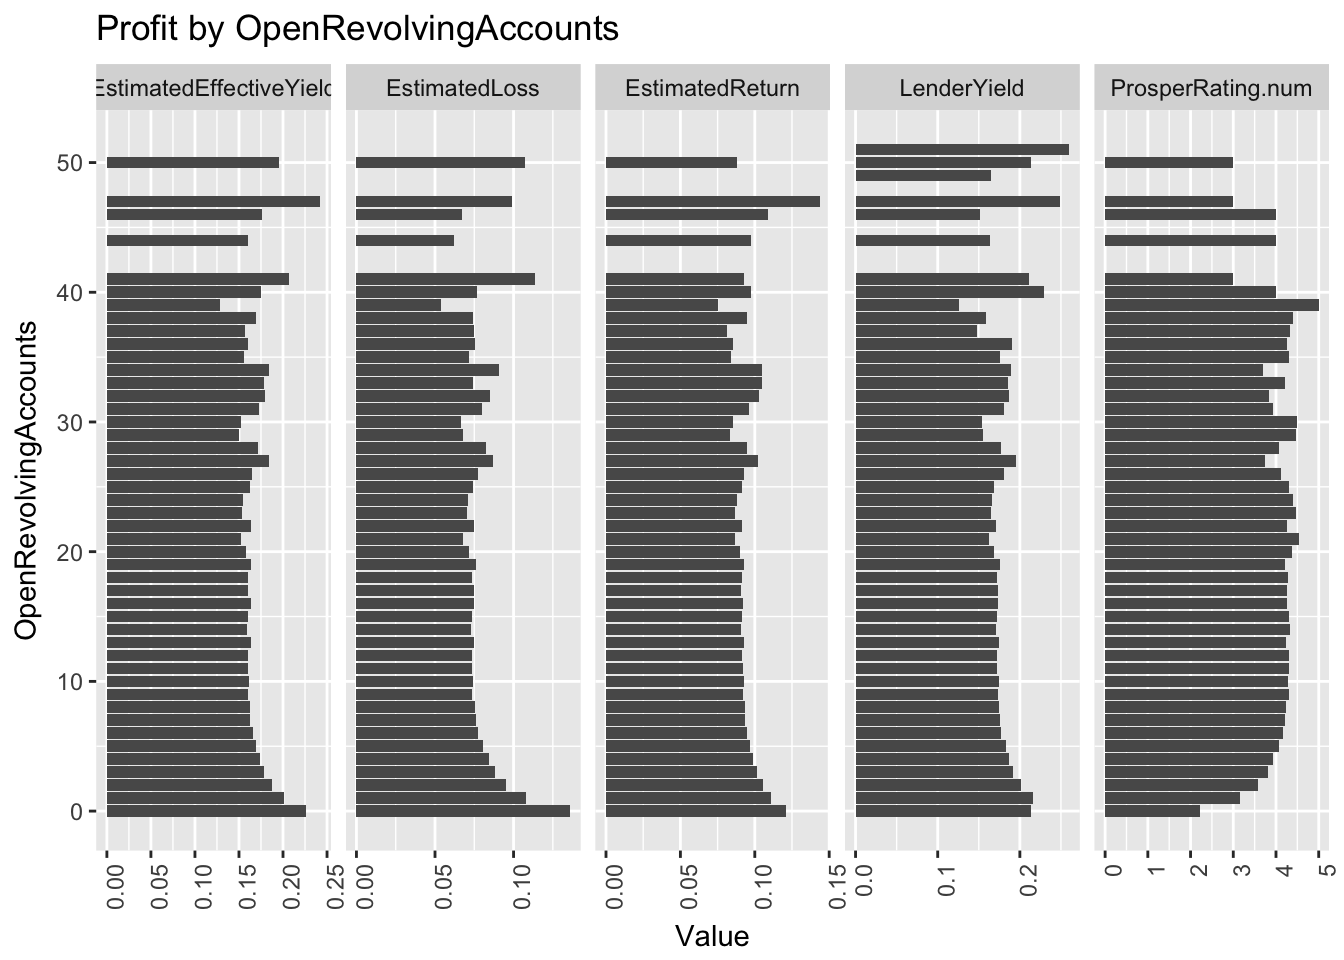 Profit by OpenRevolvingAccounts
EstimatedEffectiveYield EstimatedLoss EstimatedReturn LenderYield ProsperRating.num
OpenRevolvingAccounts
50
40
30
20
10
0
0.00 0.05 0.10 0.15 0.20 0.25 0.00 0.05 0.10 0.00 0.05 0.10 0.15 0.0 0.1 0.2 0 1 2 3 4 5
Value